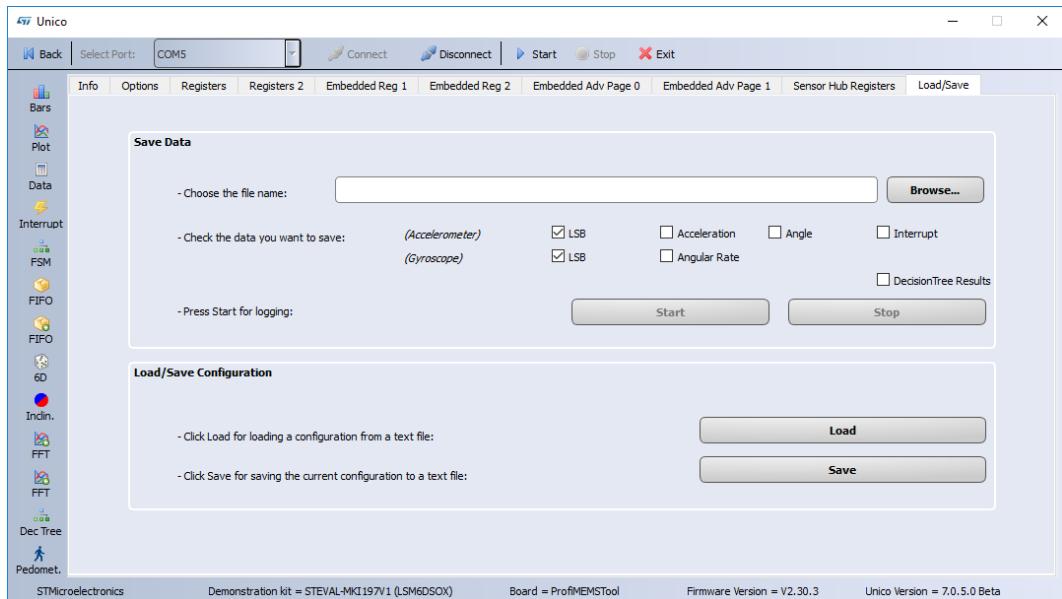 Unico
Back Select Port: COM5 Connect Disconnect Start Stop Exit
Info Options Registers Registers 2 Embedded Reg 1 Embedded Reg 2 Embedded Adv Page 0 Embedded Adv Page 1 Sensor Hub Registers Load/Save
Bars
Plot
Data
Interrupt
FSM
FIFO
FIFO
6D
Inclin.
FFT
FFT
Dec Tree
Pedomet.
Save Data
- Choose the file name: Browse...
- Check the data you want to save: (Accelerometer) LSB Acceleration Angle Interrupt
(Gyroscope) LSB Angular Rate
DecisionTree Results
- Press Start for logging: Start Stop
Load/Save Configuration
- Click Load for loading a configuration from a text file: Load
- Click Save for saving the current configuration to a text file: Save
STMicroelectronics Demonstration kit = STEVAL-MKI197V1 (LSM6DSOX) Board = ProfiMEMSTool Firmware Version = V2.30.3 Unico Version = 7.0.5.0 Beta